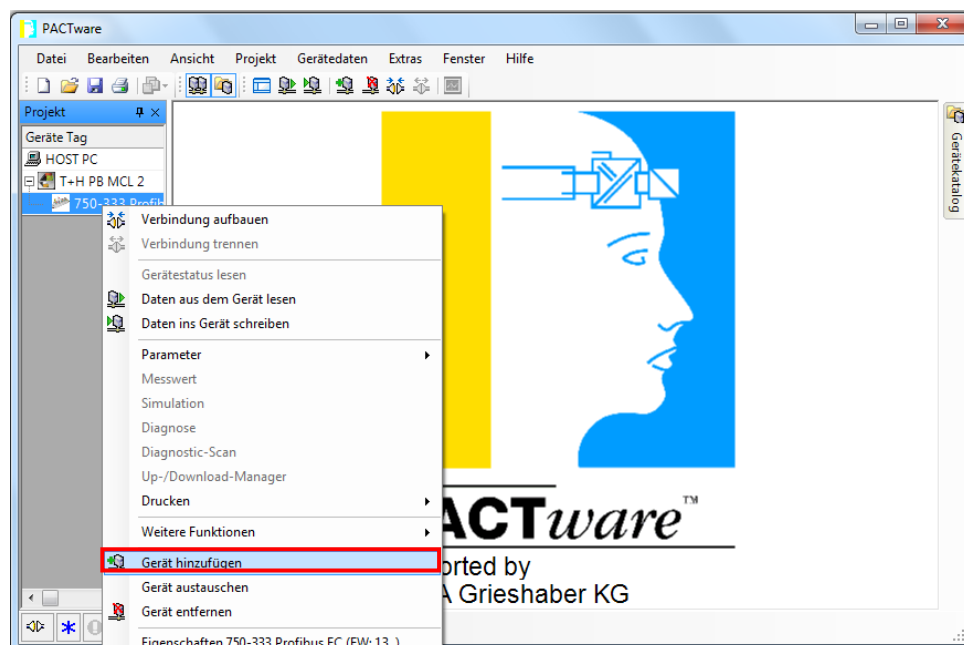 PACTware
Datei Bearbeiten Ansicht Projekt Gerätedaten Extras Fenster Hilfe
Projekt
Geräte Tag
HOST PC
T+H PB MCL 2
750-333 Profib
Verbindung aufbauen
Verbindung trennen
Gerätestatus lesen
Daten aus dem Gerät lesen
Daten ins Gerät schreiben
Parameter
Messwert
Simulation
Diagnose
Diagnostic-Scan
Up-/Download-Manager
Drucken
Weitere Funktionen
Gerät hinzufügen
Gerät austauschen
Gerät entfernen
Eigenschaften 750-333 Profibus FC (FW: 13..)
ACTware™
orted by
A Grieshaber KG
Gerätekatalog